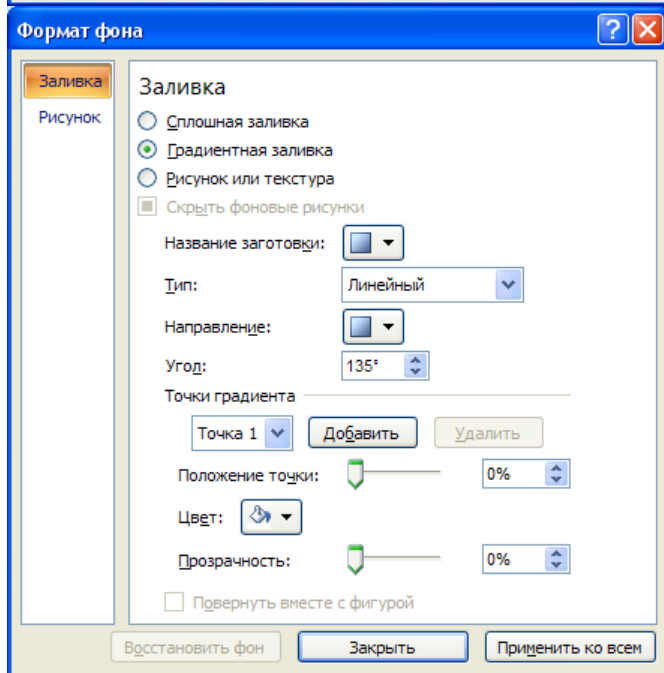 Формат фона
Заливка
Рисунок
Заливка
Сплошная заливка
Градиентная заливка
Рисунок или текстура
Скрыть фоновые рисунки
Название заготовки:
Тип: Линейный
Направление:
Угол: 135°
Точки градиента
Точка 1 Добавить Удалить
Положение точки: 0%
Цвет:
Прозрачность: 0%
Повернуть вместе с фигурой
Восстановить фон Закрыть Применить ко всем